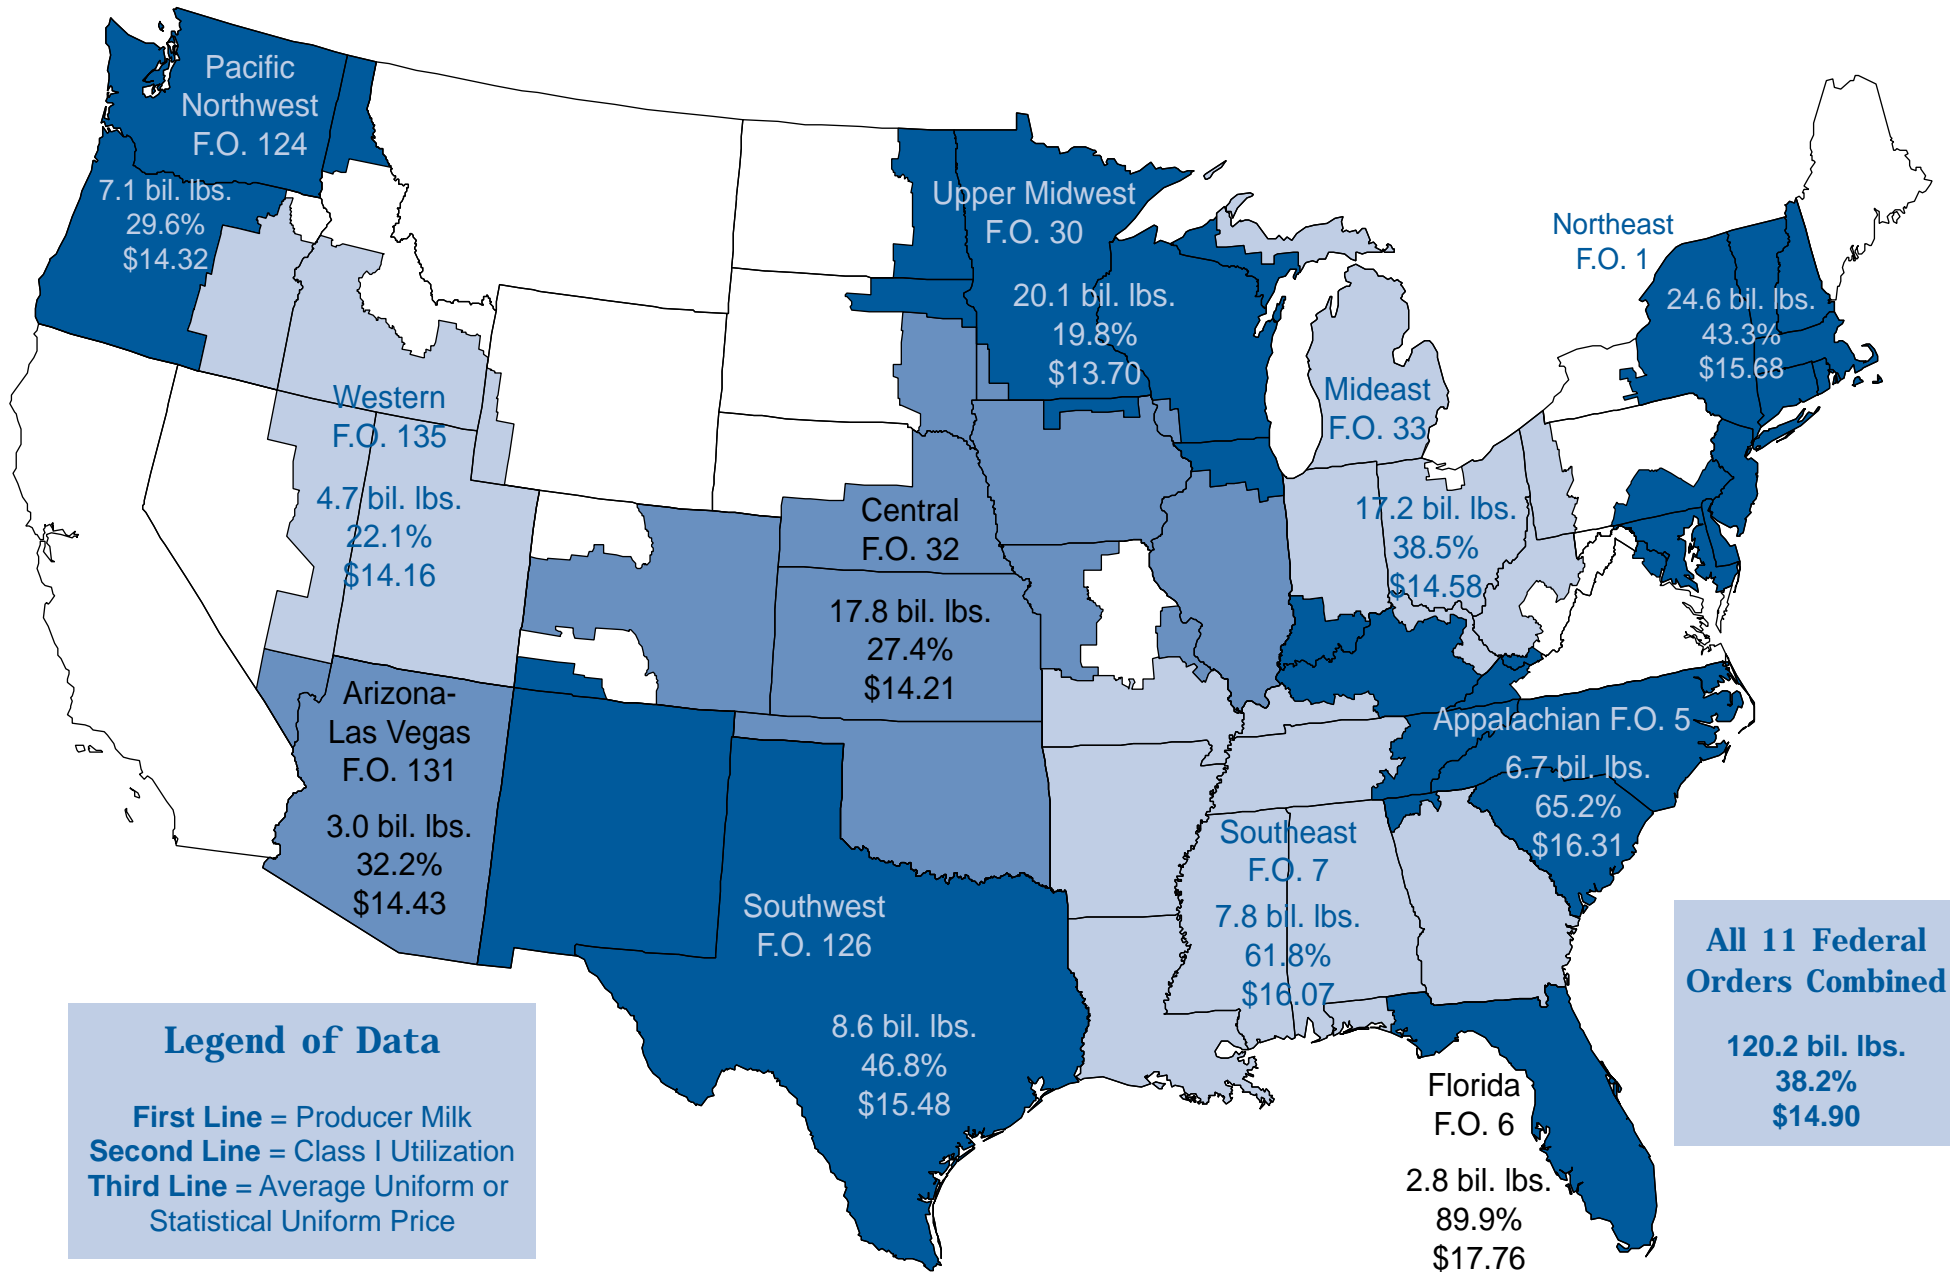 Pacific
Northwest
F.O. 124
7.1 bil. lbs.
29.6%
$14.32
Upper Midwest
F.O. 30
20.1 bil. lbs.
19.8%
$13.70
Northeast
F.O. 1
24.6 bil. lbs.
43.3%
$15.68
Western
F.O. 135
4.7 bil. lbs.
22.1%
$14.16
Mideast
F.O. 33
17.2 bil. lbs.
38.5%
$14.58
Central
F.O. 32
17.8 bil. lbs.
27.4%
$14.21
Arizona-
Las Vegas
F.O. 131
3.0 bil. lbs.
32.2%
$14.43
Appalachian F.O. 5
6.7 bil. lbs.
65.2%
$16.31
Southeast
F.O. 7
7.8 bil. lbs.
61.8%
$16.07
Southwest
F.O. 126
8.6 bil. lbs.
46.8%
$15.48
Florida
F.O. 6
2.8 bil. lbs.
89.9%
$17.76
All 11 Federal
Orders Combined
120.2 bil. lbs.
38.2%
$14.90
Legend of Data
First Line = Producer Milk
Second Line = Class I Utilization
Third Line = Average Uniform or
Statistical Uniform Price